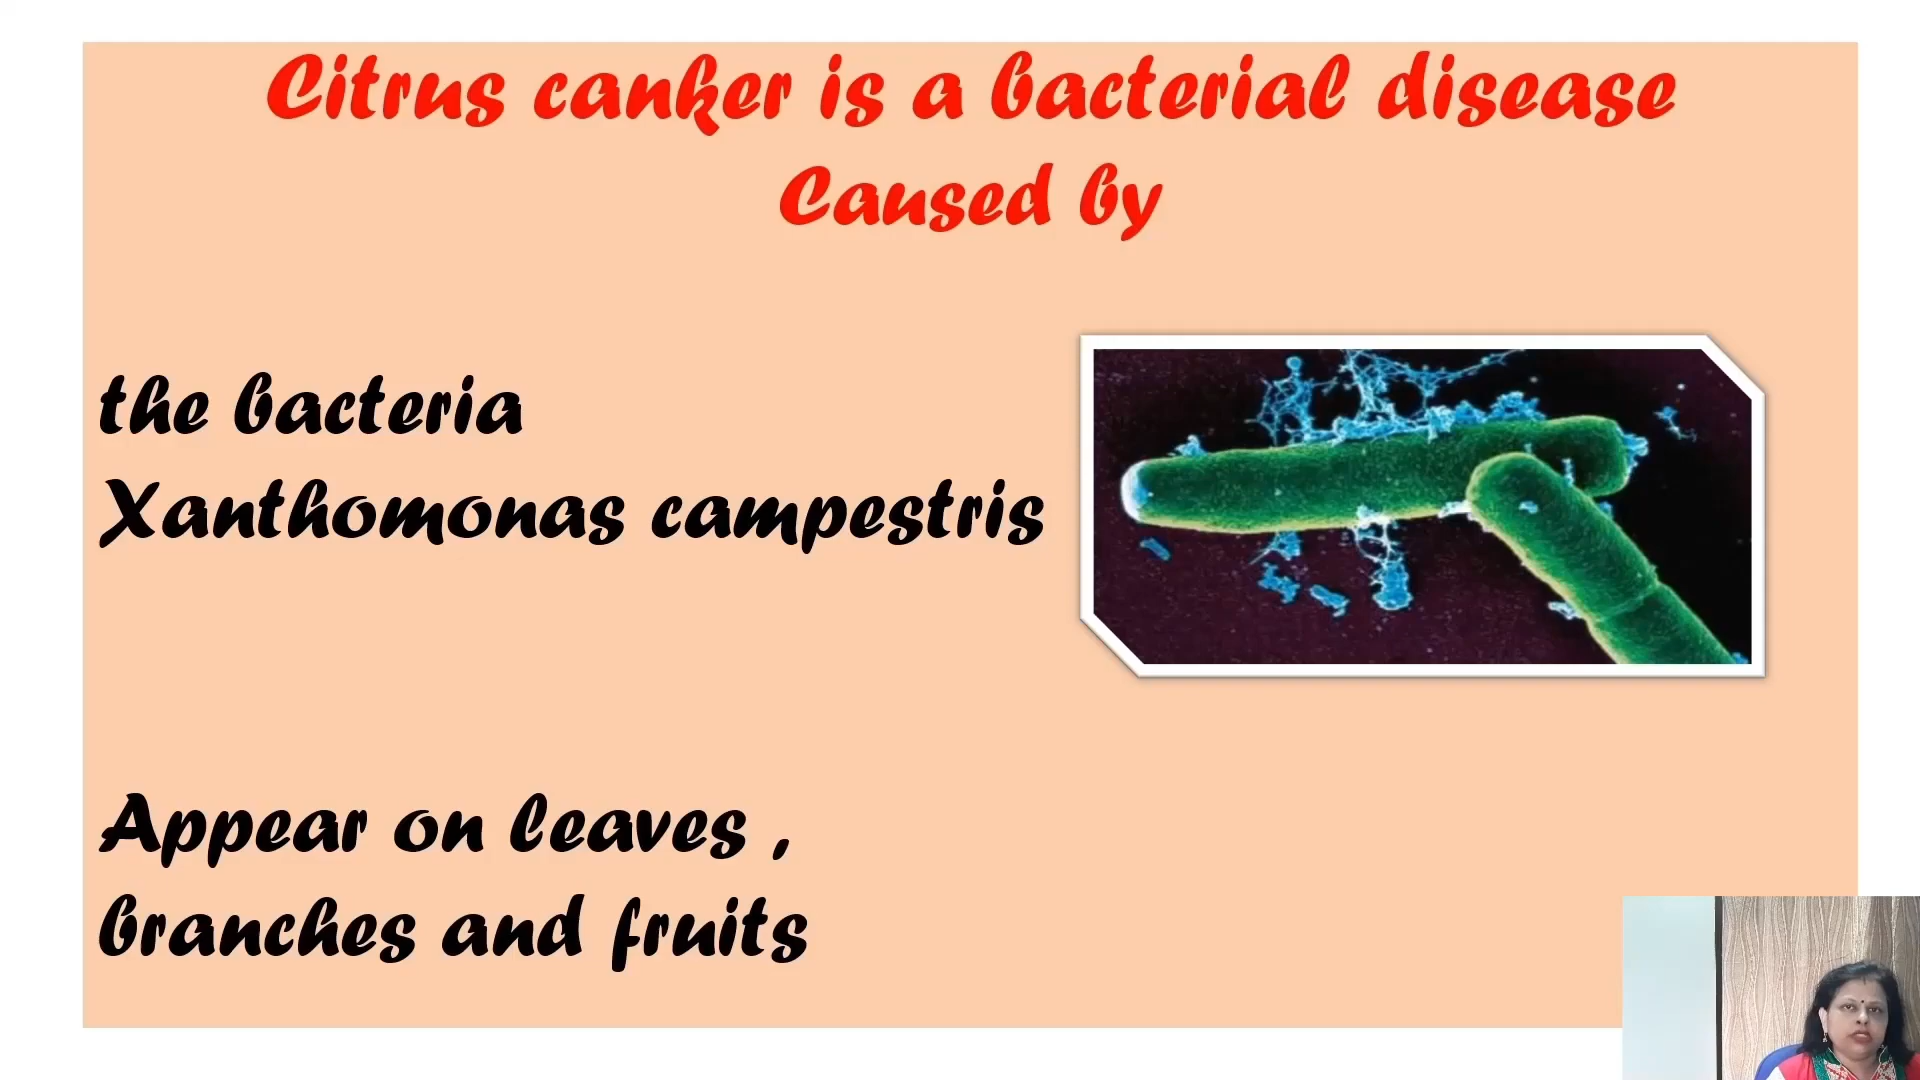 Citrus canker is a bacterial disease
Caused by
the bacteria
Xanthomonas campestris
Appear on leaves ,
branches and fruits